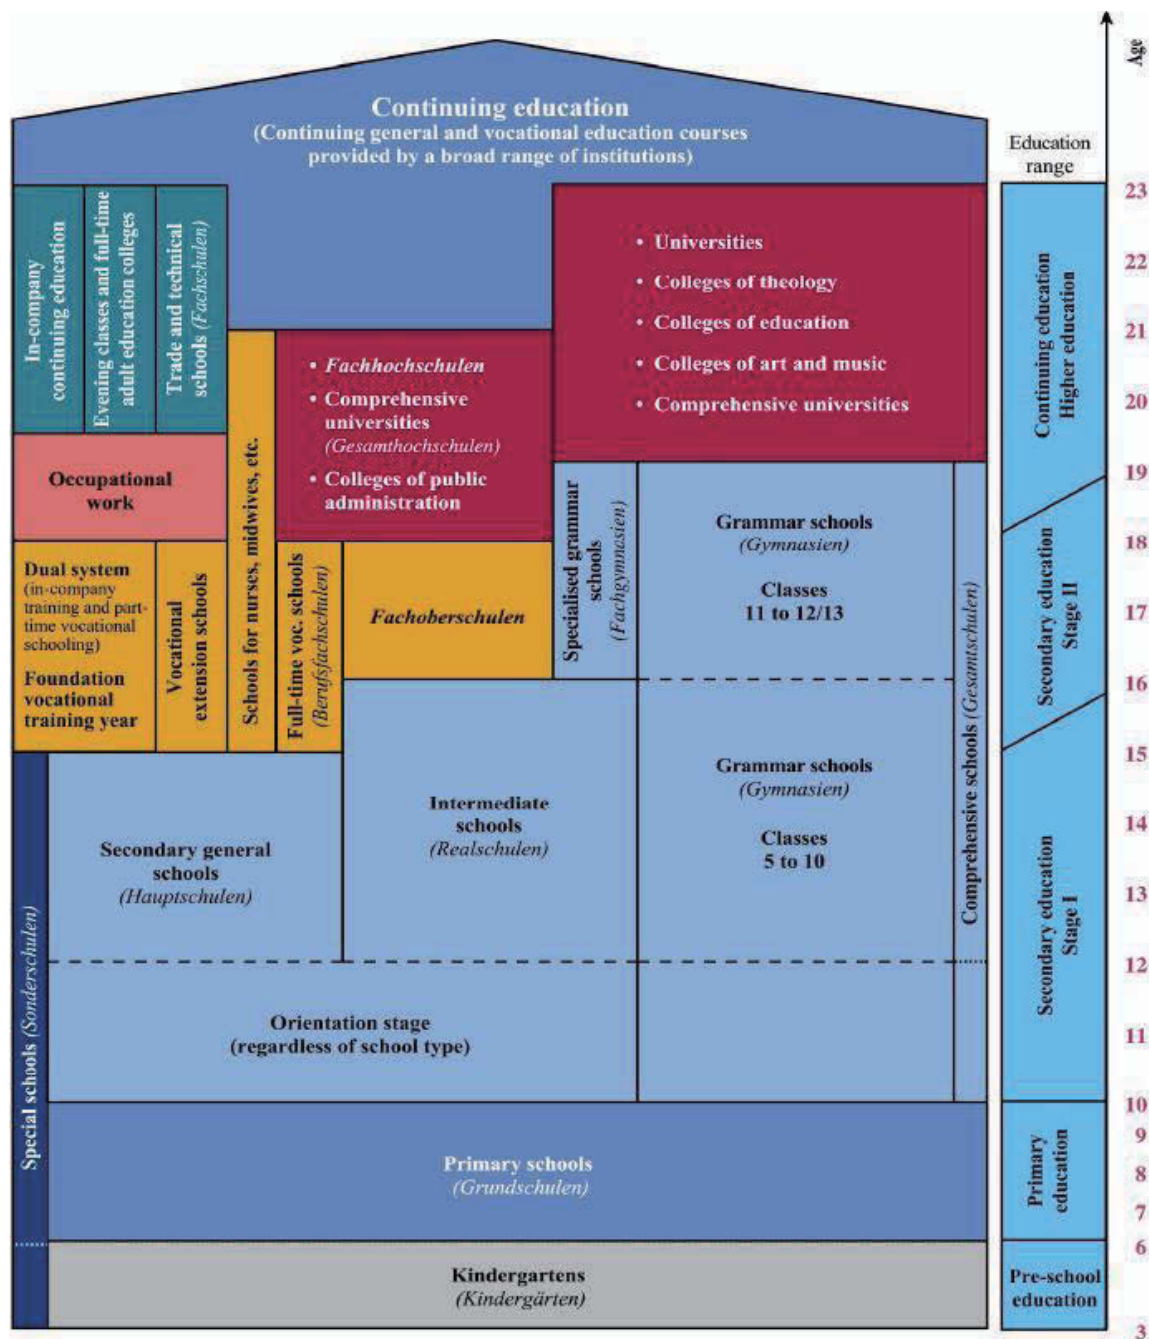 Continuing education
(Continuing general and vocational education courses
provided by a broad range of institutions)
Age
Education
range
In-company
continuing education
Evening classes and full-time
adult education colleges
Trade and technical
schools (Fachschulen)
• Universities
• Colleges of theology
• Colleges of education
• Colleges of art and music
• Comprehensive universities
• Fachhochschulen
• Comprehensive
universities
(Gesamthochschulen)
• Colleges of public
administration
Occupational
work
Dual system
(in-company
training and part-
time vocational
schooling)
Foundation
vocational
training year
Vocational
extension schools
Schools for nurses, midwives, etc.
Full-time voc. schools
(Berufsfachschulen)
Fachoberschulen
Specialised grammar
schools
(Fachgymnasien)
Grammar schools
(Gymnasien)
Classes
11 to 12/13
Comprehensive schools (Gesamtschulen)
Secondary general
schools
(Hauptschulen)
Intermediate
schools
(Realschulen)
Grammar schools
(Gymnasien)
Classes
5 to 10
Special schools (Sonderschulen)
Orientation stage
(regardless of school type)
Primary schools
(Grundschulen)
Kindergartens
(Kindergärten)
Continuing education
Higher education
Secondary education
Stage II
Secondary education
Stage I
Primary
education
Pre-school
education
23
22
21
20
19
18
17
16
15
14
13
12
11
10
9
8
7
6
3